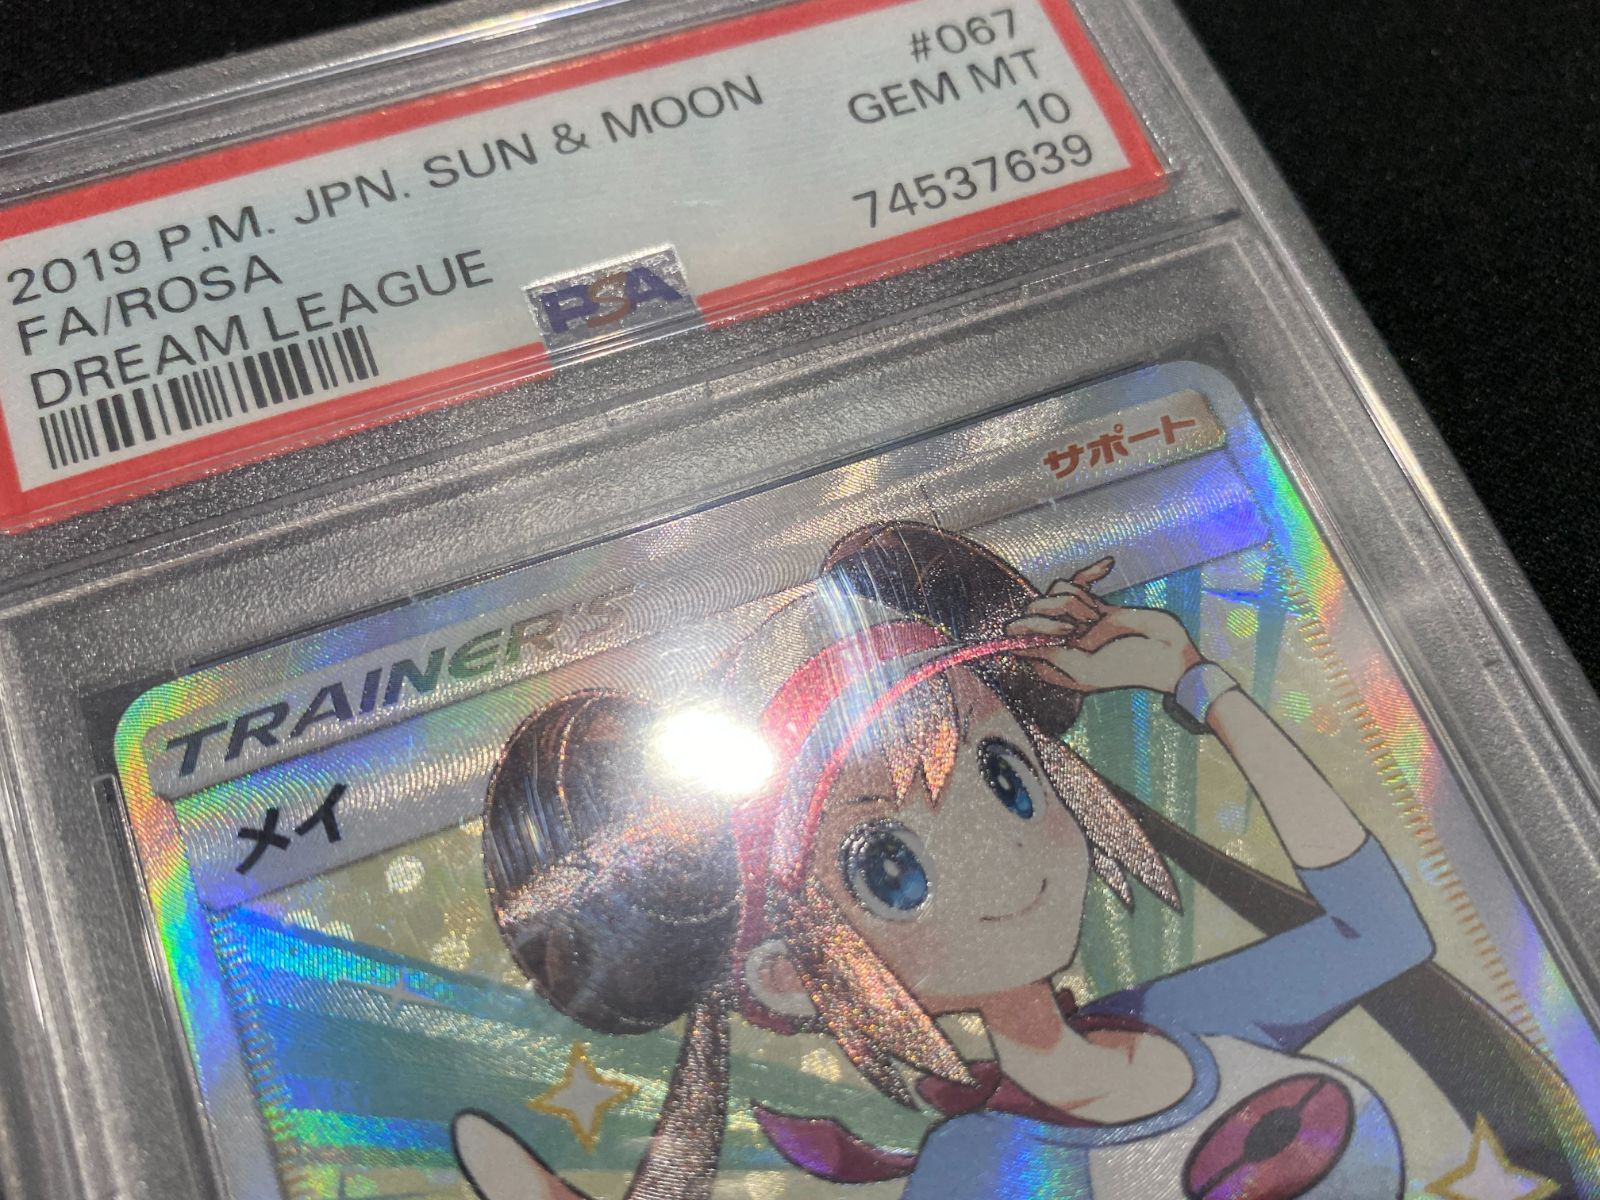 2019 P.M. JPN. SUN & MOON #067
FA/ROSA GEM MT
DREAM LEAGUE 10
74537639
PSA
サポート
TRAINER'S
メイ